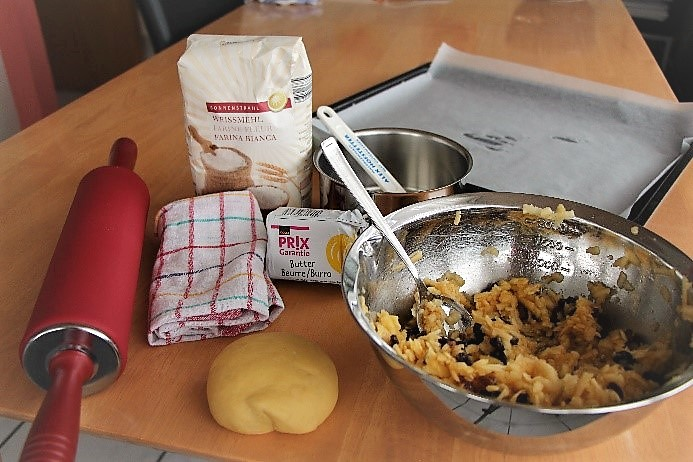 SONNENSTRAHL
WEISSMEHL
FARINE FLEUR
FARINA BIANCA
PRIX
Garantie
Butter
Beurre/Burro